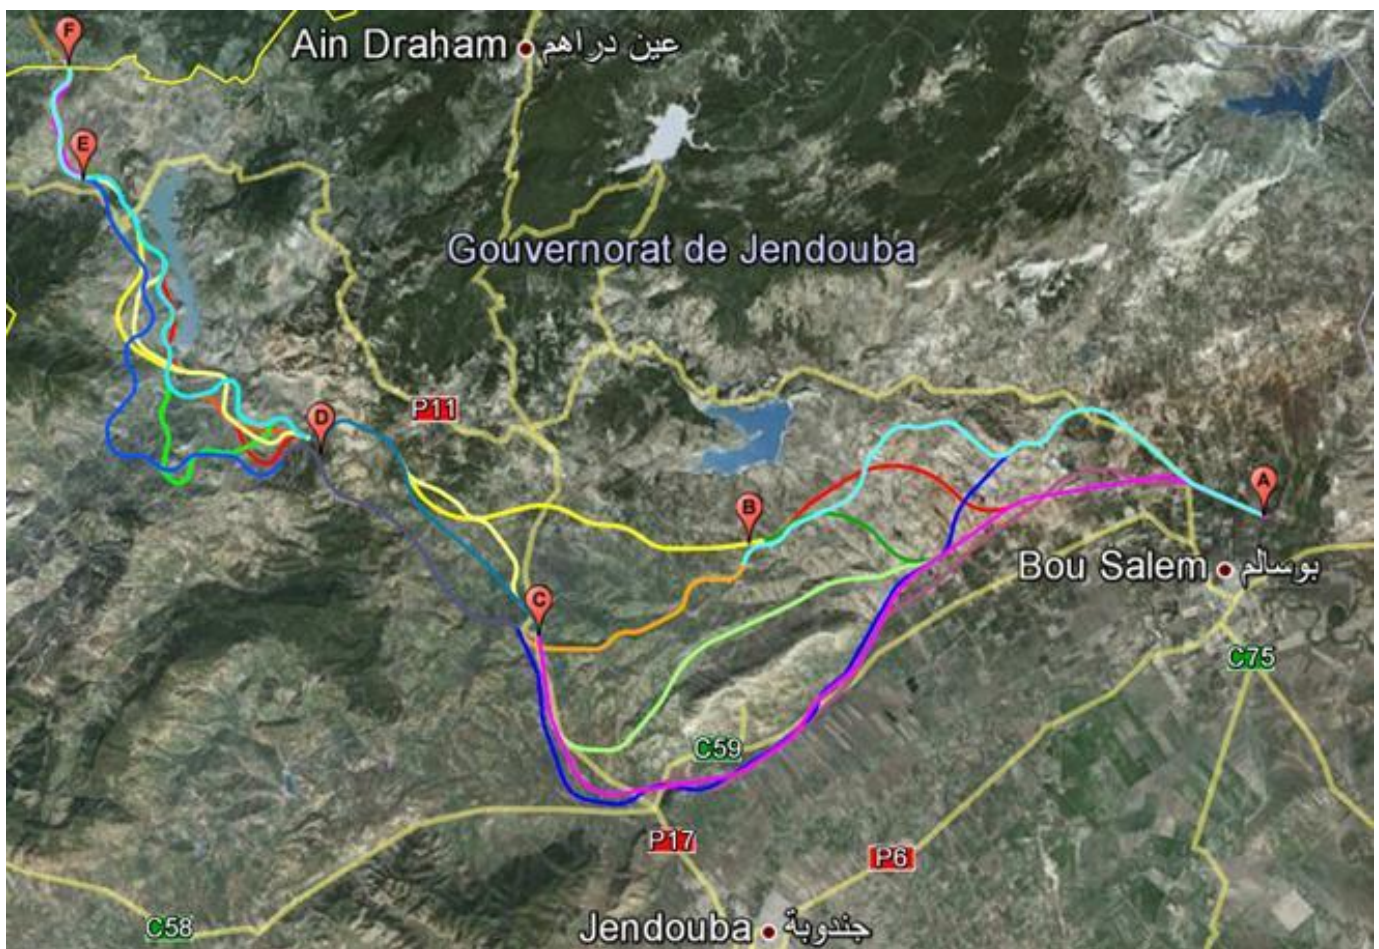 F
Ain Draham عين دراهم
E
Gouvernorat de Jendouba
P11
D
A
B
Bou Salem بوسالم
C
C75
C59
P17
P6
C58
Jendouba جندوبة